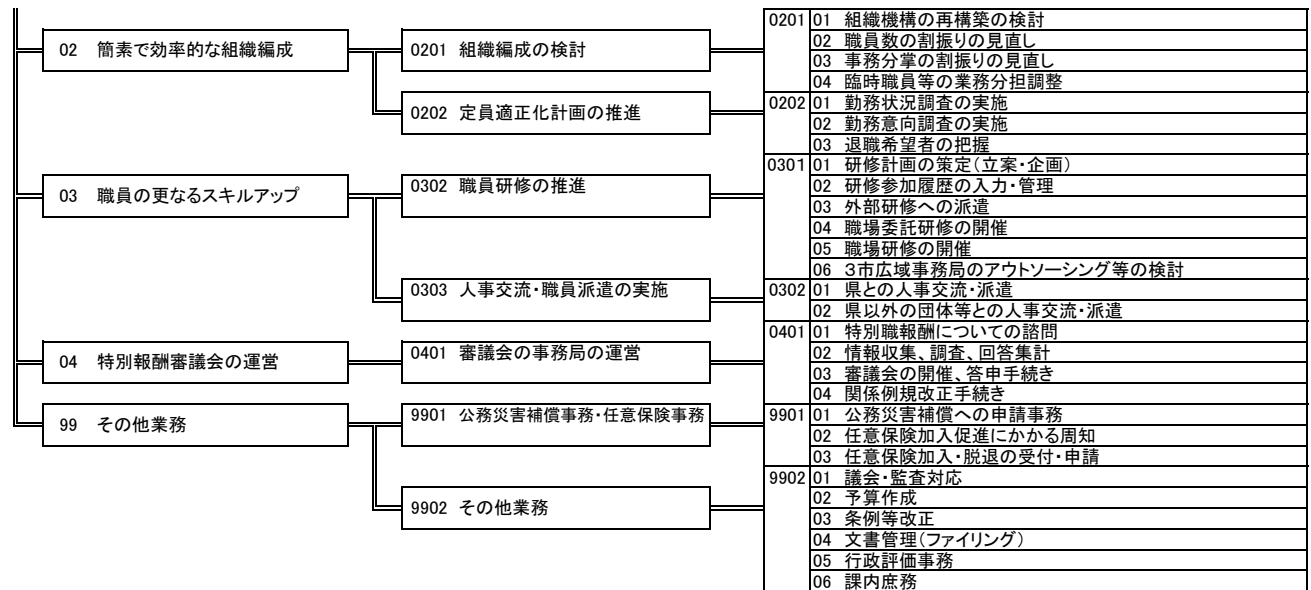 02 簡素で効率的な組織編成
0201 組織編成の検討
0201 01 組織機構の再構築の検討
02 職員数の割振りの見直し
03 事務分掌の割振りの見直し
04 臨時職員等の業務分担調整
0202 定員適正化計画の推進
0202 01 勤務状況調査の実施
02 勤務意向調査の実施
03 退職希望者の把握
03 職員の更なるスキルアップ
0302 職員研修の推進
0301 01 研修計画の策定(立案・企画)
02 研修参加履歴の入力・管理
03 外部研修への派遣
04 職場委託研修の開催
05 職場研修の開催
06 3市広域事務局のアウトソーシング等の検討
0303 人事交流・職員派遣の実施
0302 01 県との人事交流・派遣
02 県以外の団体等との人事交流・派遣
04 特別報酬審議会の運営
0401 審議会の事務局の運営
0401 01 特別職報酬についての諮問
02 情報収集、調査、回答集計
03 審議会の開催、答申手続き
04 関係例規改正手続き
99 その他業務
9901 公務災害補償事務・任意保険事務
9901 01 公務災害補償への申請事務
02 任意保険加入促進にかかる周知
03 任意保険加入・脱退の受付・申請
9902 その他業務
9902 01 議会・監査対応
02 予算作成
03 条例等改正
04 文書管理(ファイリング)
05 行政評価事務
06 課内庶務